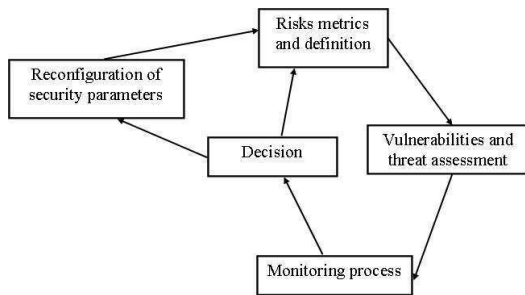 Risks metrics
and definition
Reconfiguration of
security parameters
Vulnerabilities and
threat assessment
Decision
Monitoring process